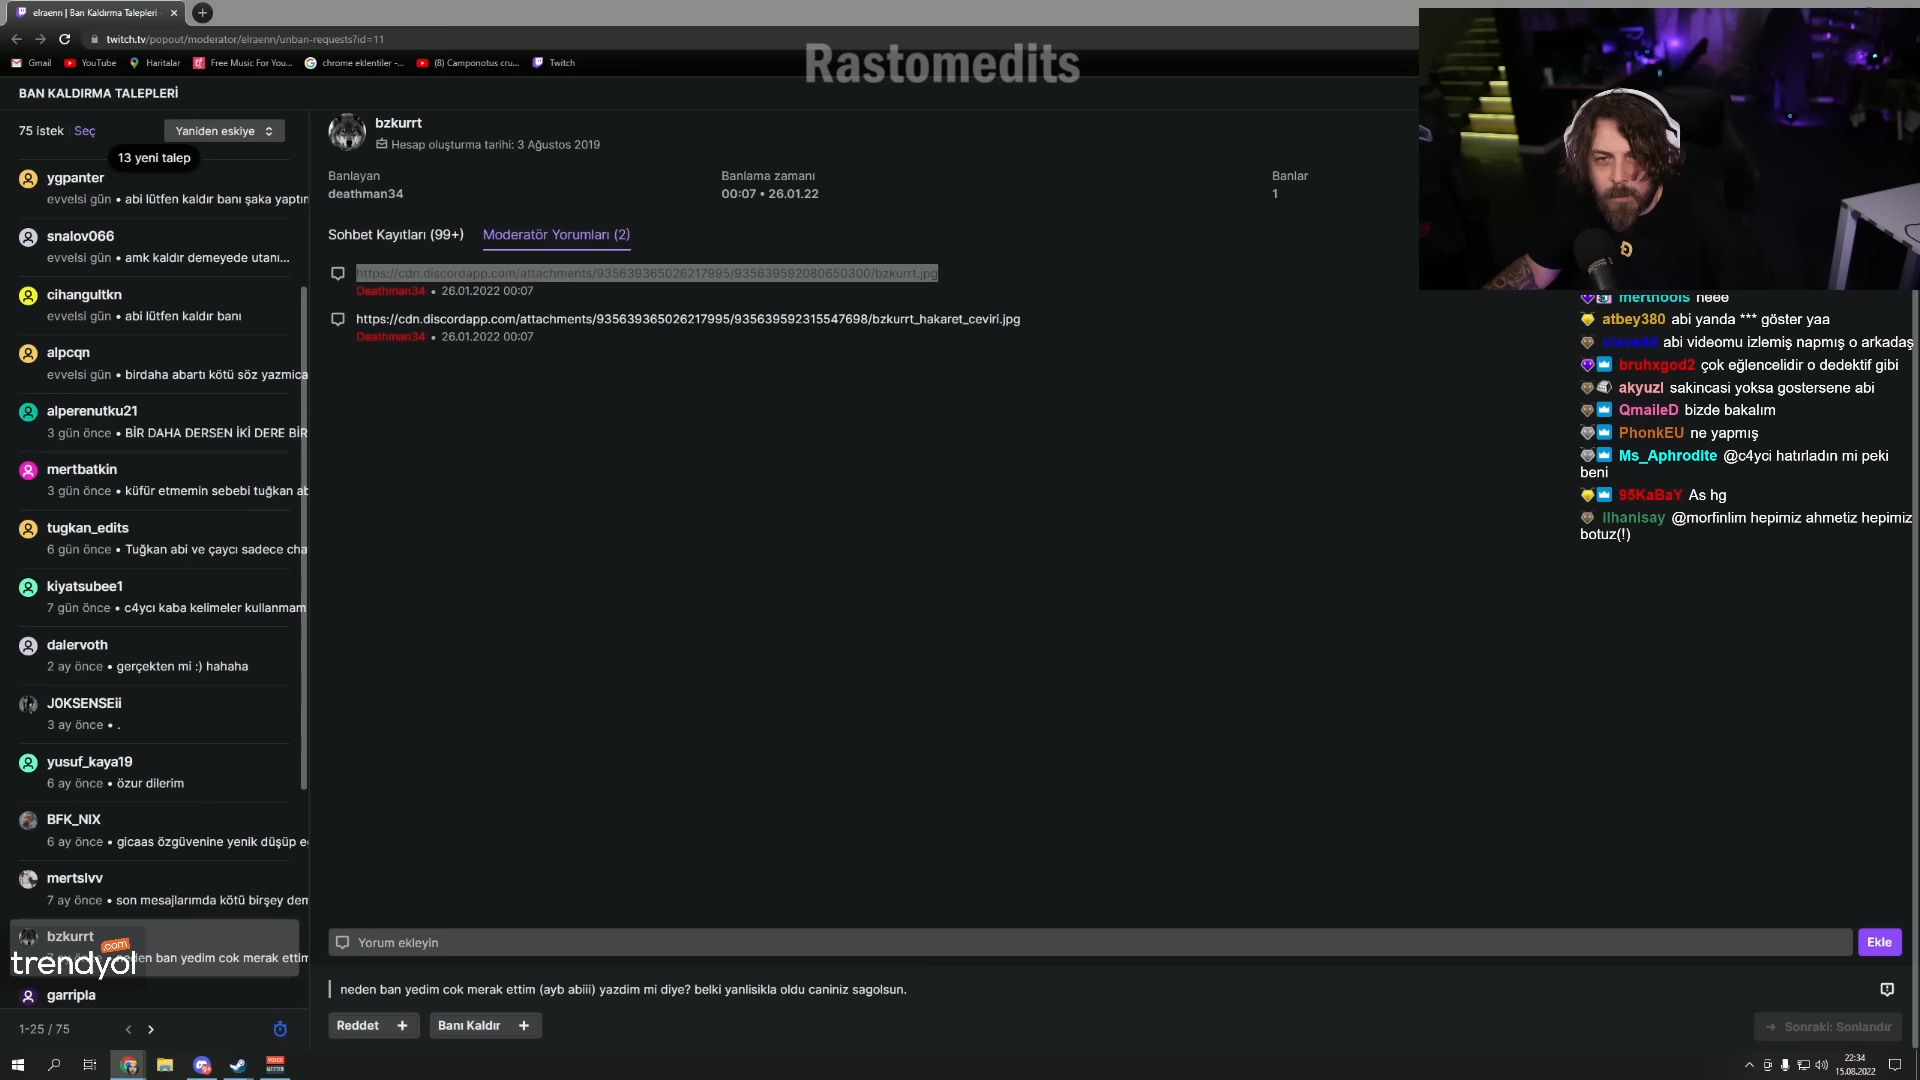 elraenn | Ban Kaldırma Talepleri
twitch.tv/popout/moderator/elraenn/unban-requests?id=11
Gmail
YouTube
Haritalar
Free Music For You...
chrome eklentiler -...
(8) Camponotus cru...
Twitch
Rastomedits
BAN KALDIRMA TALEPLERİ
75 istek
Seç
Yaniden eskiye
13 yeni talep
ygpanter
evvelsi gün • abi lütfen kaldır banı şaka yaptın
snalov066
evvelsi gün • amk kaldır demeyede utanı...
cihangultkn
evvelsi gün • abi lütfen kaldır banı
alpcqn
evvelsi gün • birdaha abartı kötü söz yazmica
alperenutku21
3 gün önce • BİR DAHA DERSEN İKİ DERE BİR
mertbatkin
3 gün önce • küfür etmemin sebebi tuğkan ab
tugkan_edits
6 gün önce • Tuğkan abi ve çaycı sadece cha
kiyatsubee1
7 gün önce • c4ycı kaba kelimeler kullanmam
dalervoth
2 ay önce • gerçekten mi :) hahaha
J0KSENSEii
3 ay önce • .
yusuf_kaya19
6 ay önce • özur dilerim
BFK_NIX
6 ay önce • gicaas özgüvenine yenik düşüp e
mertslvv
7 ay önce • son mesajlarımda kötü birşey dem
bzkurrt
neden ban yedim cok merak ettim
trendyol
.com
garripla
1-25 / 75
bzkurrt
Hesap oluşturma tarihi: 3 Ağustos 2019
Banlayan
deathman34
Banlama zamanı
00:07 • 26.01.22
Banlar
1
Sohbet Kayıtları (99+)
Moderatör Yorumları (2)
https://cdn.discordapp.com/attachments/935639365026217995/935639592080650300/bzkurrt.jpg
Deathman34 • 26.01.2022 00:07
https://cdn.discordapp.com/attachments/935639365026217995/935639592315547698/bzkurrt_hakaret_ceviri.jpg
Deathman34 • 26.01.2022 00:07
Yorum ekleyin
Ekle
neden ban yedim cok merak ettim (ayb abiii) yazdim mi diye? belki yanlisikla oldu caniniz sagolsun.
Reddet +
Banı Kaldır +
Sonraki: Sonlandır
merthools neee
atbey380 abi yanda *** göster yaa
abi videomu izlemiş napmış o arkadaş
bruhxgod2 çok eğlencelidir o dedektif gibi
akyuzl sakincasi yoksa gostersene abi
QmaileD bizde bakalım
PhonkEU ne yapmış
Ms_Aphrodite @c4yci hatırladın mi peki
beni
95KaBaY As hg
ilhanisay @morfinlim hepimiz ahmetiz hepimiz
botuz(!)
VOICE
MEETER
22:34
15.08.2022